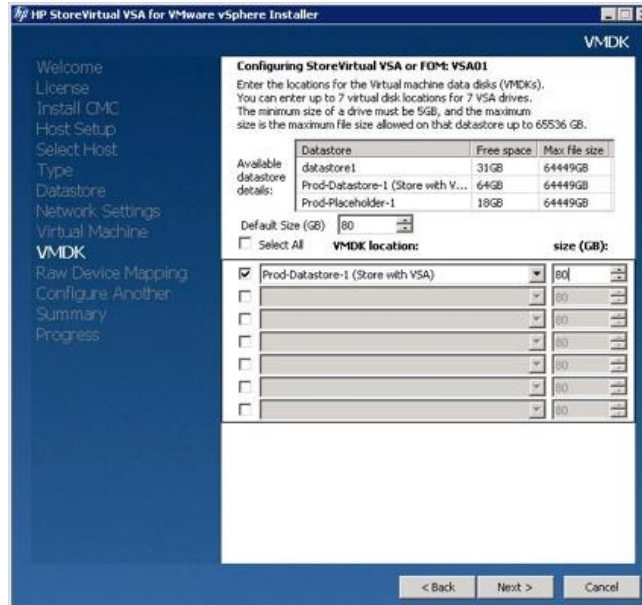 hp HP StoreVirtual VSA for VMware vSphere Installer
VMDK
Welcome
License
Install CMC
Host Setup
Select Host
Type
Datastore
Network Settings
Virtual Machine
VMDK
Raw Device Mapping
Configure Another
Summary
Progress
Configuring StoreVirtual VSA or FOM: VSA01
Enter the locations for the Virtual machine data disks (VMDKs).
You can enter up to 7 virtual disk locations for 7 VSA drives.
The minimum size of a drive must be 5GB, and the maximum
size is the maximum file size allowed on that datastore up to 65536 GB.
Available
datastore
details:
Datastore Free space Max file size
datastore1 31GB 64449GB
Prod-Datastore-1 (Store with V... 64GB 64449GB
Prod-Placeholder-1 18GB 64449GB
Default Size (GB) 80
Select All VMDK location: size (GB):
Prod-Datastore-1 (Store with VSA) 80
80
80
80
80
80
80
< Back Next > Cancel